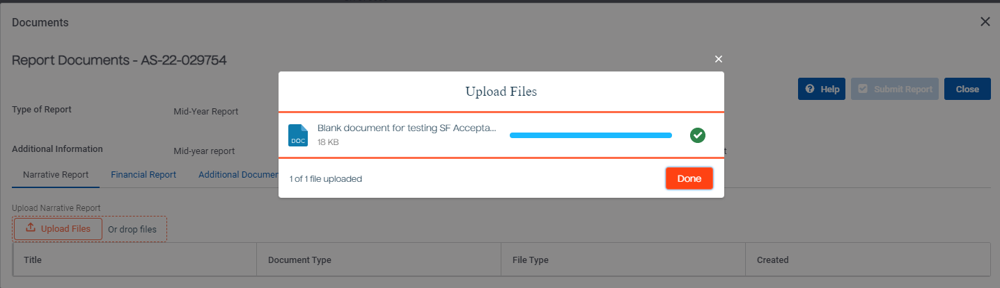 Documents
Report Documents - AS-22-029754
Help
Submit Report
Close
Type of Report
Mid-Year Report
Additional Information
Mid-year report
Narrative Report
Financial Report
Additional Documen
Upload Narrative Report
Upload Files
Or drop files
Title
Document Type
File Type
Created
Upload Files
DOC
Blank document for testing SF Accepta...
18 KB
1 of 1 file uploaded
Done